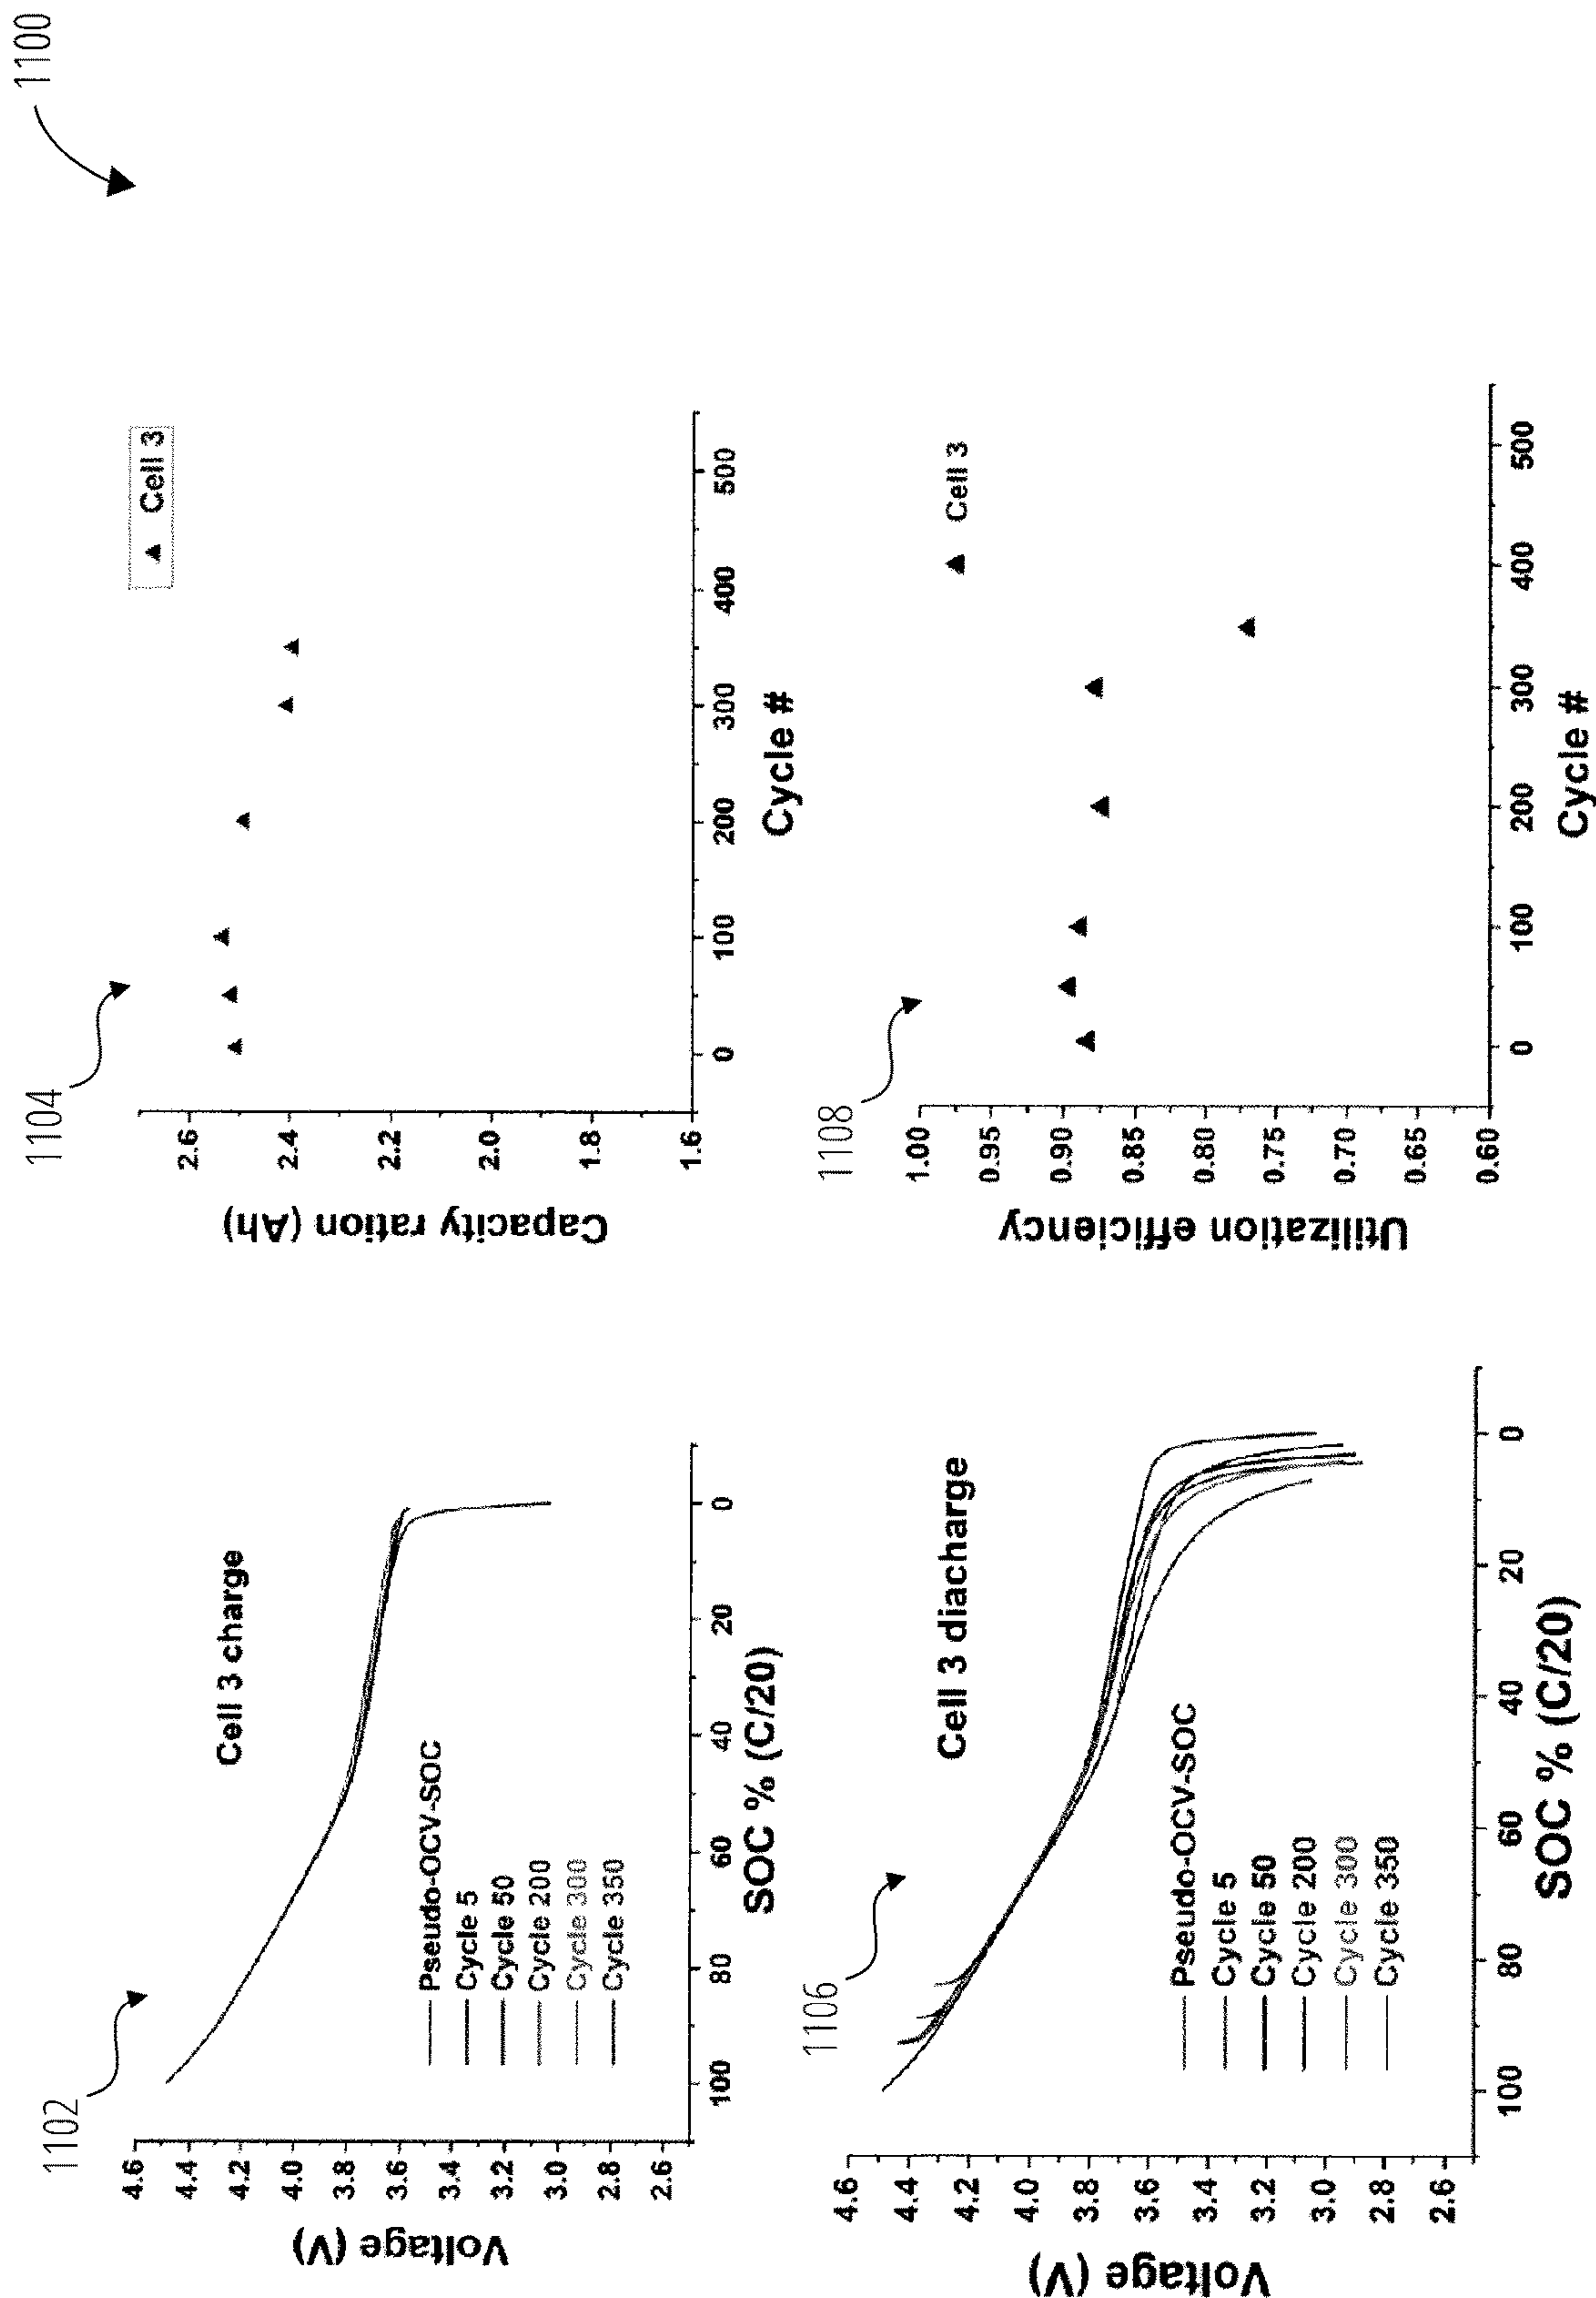 1100
1102
Voltage (V)
4.6
4.4
4.2
4.0
3.8
3.6
3.4
3.2
3.0
2.8
2.6
Cell 3 charge
Pseudo-OCV-SOC
Cycle 5
Cycle 50
Cycle 200
Cycle 300
Cycle 350
100 80 60 40 20 0
SOC % (C/20)
1104
Capacity ration (Ah)
2.6
2.4
2.2
2.0
1.8
1.6
Cell 3
0 100 200 300 400 500
Cycle #
1106
Voltage (V)
4.6
4.4
4.2
4.0
3.8
3.6
3.4
3.2
3.0
2.8
2.6
Cell 3 diacharge
Pseudo-OCV-SOC
Cycle 5
Cycle 50
Cycle 200
Cycle 300
Cycle 350
100 80 60 40 20 0
SOC % (C/20)
1108
Utilization efficiency
1.00
0.95
0.90
0.85
0.80
0.75
0.70
0.65
0.60
Cell 3
0 100 200 300 400 500
Cycle #